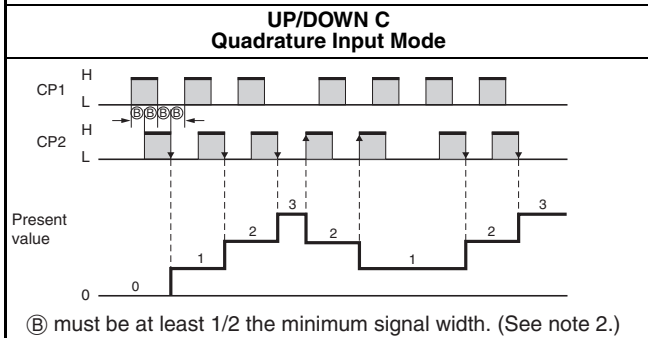 UP/DOWN C
Quadrature Input Mode
CP1
H
L
Ⓑ Ⓑ Ⓑ Ⓑ
CP2
H
L
Present
value
0
0
1
2
3
2
1
2
3
Ⓑ must be at least 1/2 the minimum signal width. (See note 2.)